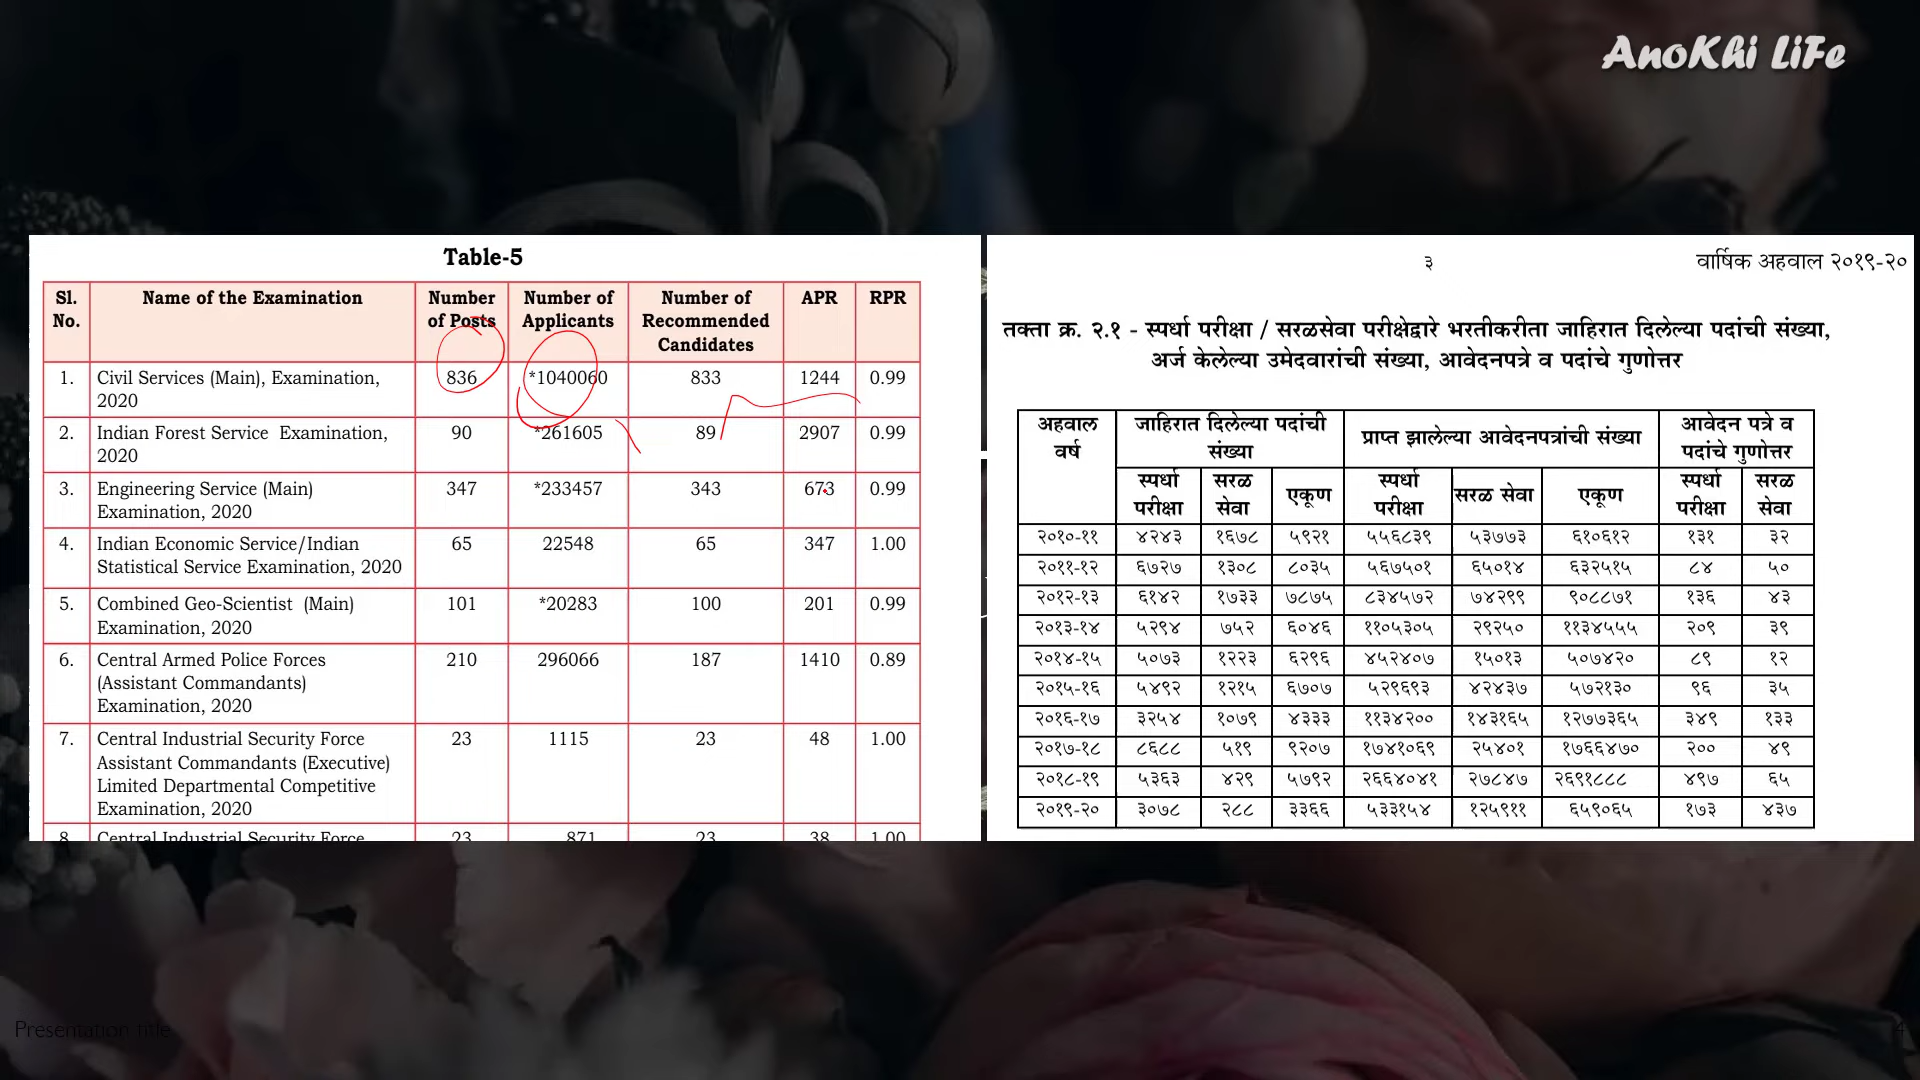 AnoKhi LiFe
Table-5
Sl. No. | Name of the Examination | Number of Posts | Number of Applicants | Number of Recommended Candidates | APR | RPR
1. | Civil Services (Main), Examination, 2020 | 836 | *1040060 | 833 | 1244 | 0.99
2. | Indian Forest Service Examination, 2020 | 90 | *261605 | 89 | 2907 | 0.99
3. | Engineering Service (Main) Examination, 2020 | 347 | *233457 | 343 | 673 | 0.99
4. | Indian Economic Service/Indian Statistical Service Examination, 2020 | 65 | 22548 | 65 | 347 | 1.00
5. | Combined Geo-Scientist (Main) Examination, 2020 | 101 | *20283 | 100 | 201 | 0.99
6. | Central Armed Police Forces (Assistant Commandants) Examination, 2020 | 210 | 296066 | 187 | 1410 | 0.89
7. | Central Industrial Security Force Assistant Commandants (Executive) Limited Departmental Competitive Examination, 2020 | 23 | 1115 | 23 | 48 | 1.00
8. | Central Industrial Security Force | 23 | 871 | 23 | 38 | 1.00
३ वार्षिक अहवाल २०१९-२०
तक्ता क्र. २.१ - स्पर्धा परीक्षा / सरळसेवा परीक्षेद्वारे भरतीकरीता जाहिरात दिलेल्या पदांची संख्या,
अर्ज केलेल्या उमेदवारांची संख्या, आवेदनपत्रे व पदांचे गुणोत्तर
अहवाल वर्ष | जाहिरात दिलेल्या पदांची संख्या | प्राप्त झालेल्या आवेदनपत्रांची संख्या | आवेदन पत्रे व पदांचे गुणोत्तर
स्पर्धा परीक्षा | सरळ सेवा | एकूण | स्पर्धा परीक्षा | सरळ सेवा | एकूण | स्पर्धा परीक्षा | सरळ सेवा
२०१०-११ | ४२४३ | १६७८ | ५९२१ | ५५६८३९ | ५३७७३ | ६१०६१२ | १३१ | ३२
२०११-१२ | ६७२७ | १३०८ | ८०३५ | ५६७५०१ | ६५०१४ | ६३२५१५ | ८४ | ५०
२०१२-१३ | ६१४२ | १७३३ | ७८७५ | ८३४५७२ | ७४२९९ | ९०८८७१ | १३६ | ४३
२०१३-१४ | ५२९४ | ७५२ | ६०४६ | ११०५३०५ | २९२५० | ११३४५५५ | २०९ | ३९
२०१४-१५ | ५०७३ | १२२३ | ६२९६ | ४५२४०७ | १५०१३ | ५०७४२० | ८९ | १२
२०१५-१६ | ५४९२ | १२१५ | ६७०७ | ५२९६९३ | ४२४३७ | ५७२१३० | ९६ | ३५
२०१६-१७ | ३२५४ | १०७९ | ४३३३ | ११३४२०० | १४३१६५ | १२७७३६५ | ३४९ | १३३
२०१७-१८ | ८६८८ | ५१९ | ९२०७ | १७४१०६९ | २५४०१ | १७६६४७० | २०० | ४९
२०१८-१९ | ५३६३ | ४२९ | ५७९२ | २६६४०४१ | २७८४७ | २६९१८८८ | ४९७ | ६५
२०१९-२० | ३०७८ | २८८ | ३३६६ | ५३३१५४ | १२५९११ | ६५९०६५ | १७३ | ४३७
Presentation title